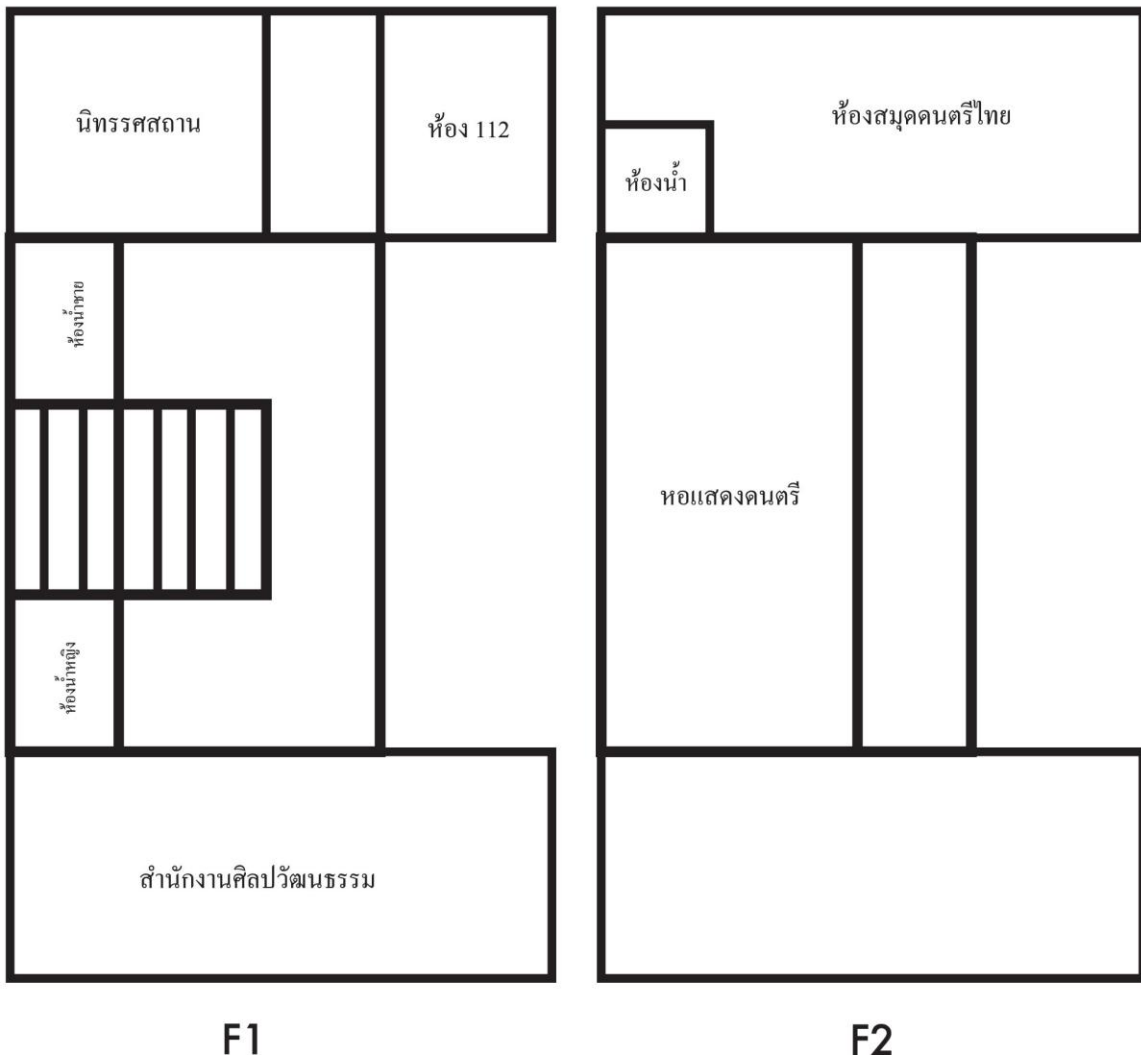 นิทรรศสถาน
ห้อง 112
ห้องน้ำชาย
ห้องน้ำหญิง
สำนักงานศิลปวัฒนธรรม
F1
ห้องสมุดดนตรีไทย
ห้องน้ำ
หอแสดงดนตรี
F2